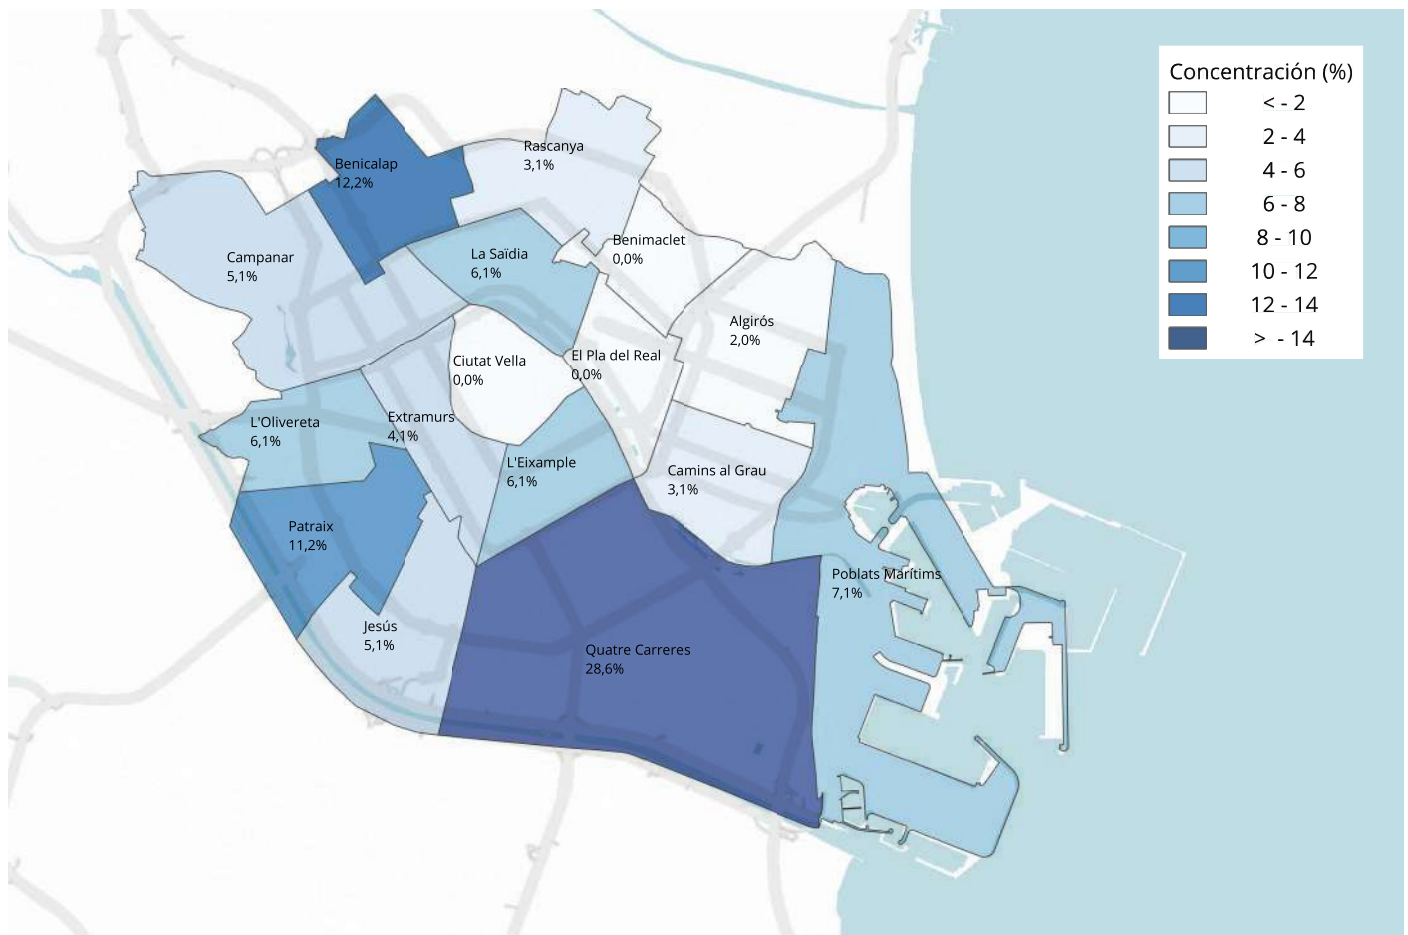 Concentración (%)
< - 2
2 - 4
4 - 6
6 - 8
8 - 10
10 - 12
12 - 14
> - 14
Rascanya
3,1%
Benicalap
12,2%
Benimaclet
0,0%
La Saïdia
6,1%
Campanar
5,1%
Algirós
2,0%
El Pla del Real
0,0%
Ciutat Vella
0,0%
Extramurs
4,1%
L'Olivereta
6,1%
L'Eixample
6,1%
Camins al Grau
3,1%
Patraix
11,2%
Poblats Marítims
7,1%
Jesús
5,1%
Quatre Carreres
28,6%